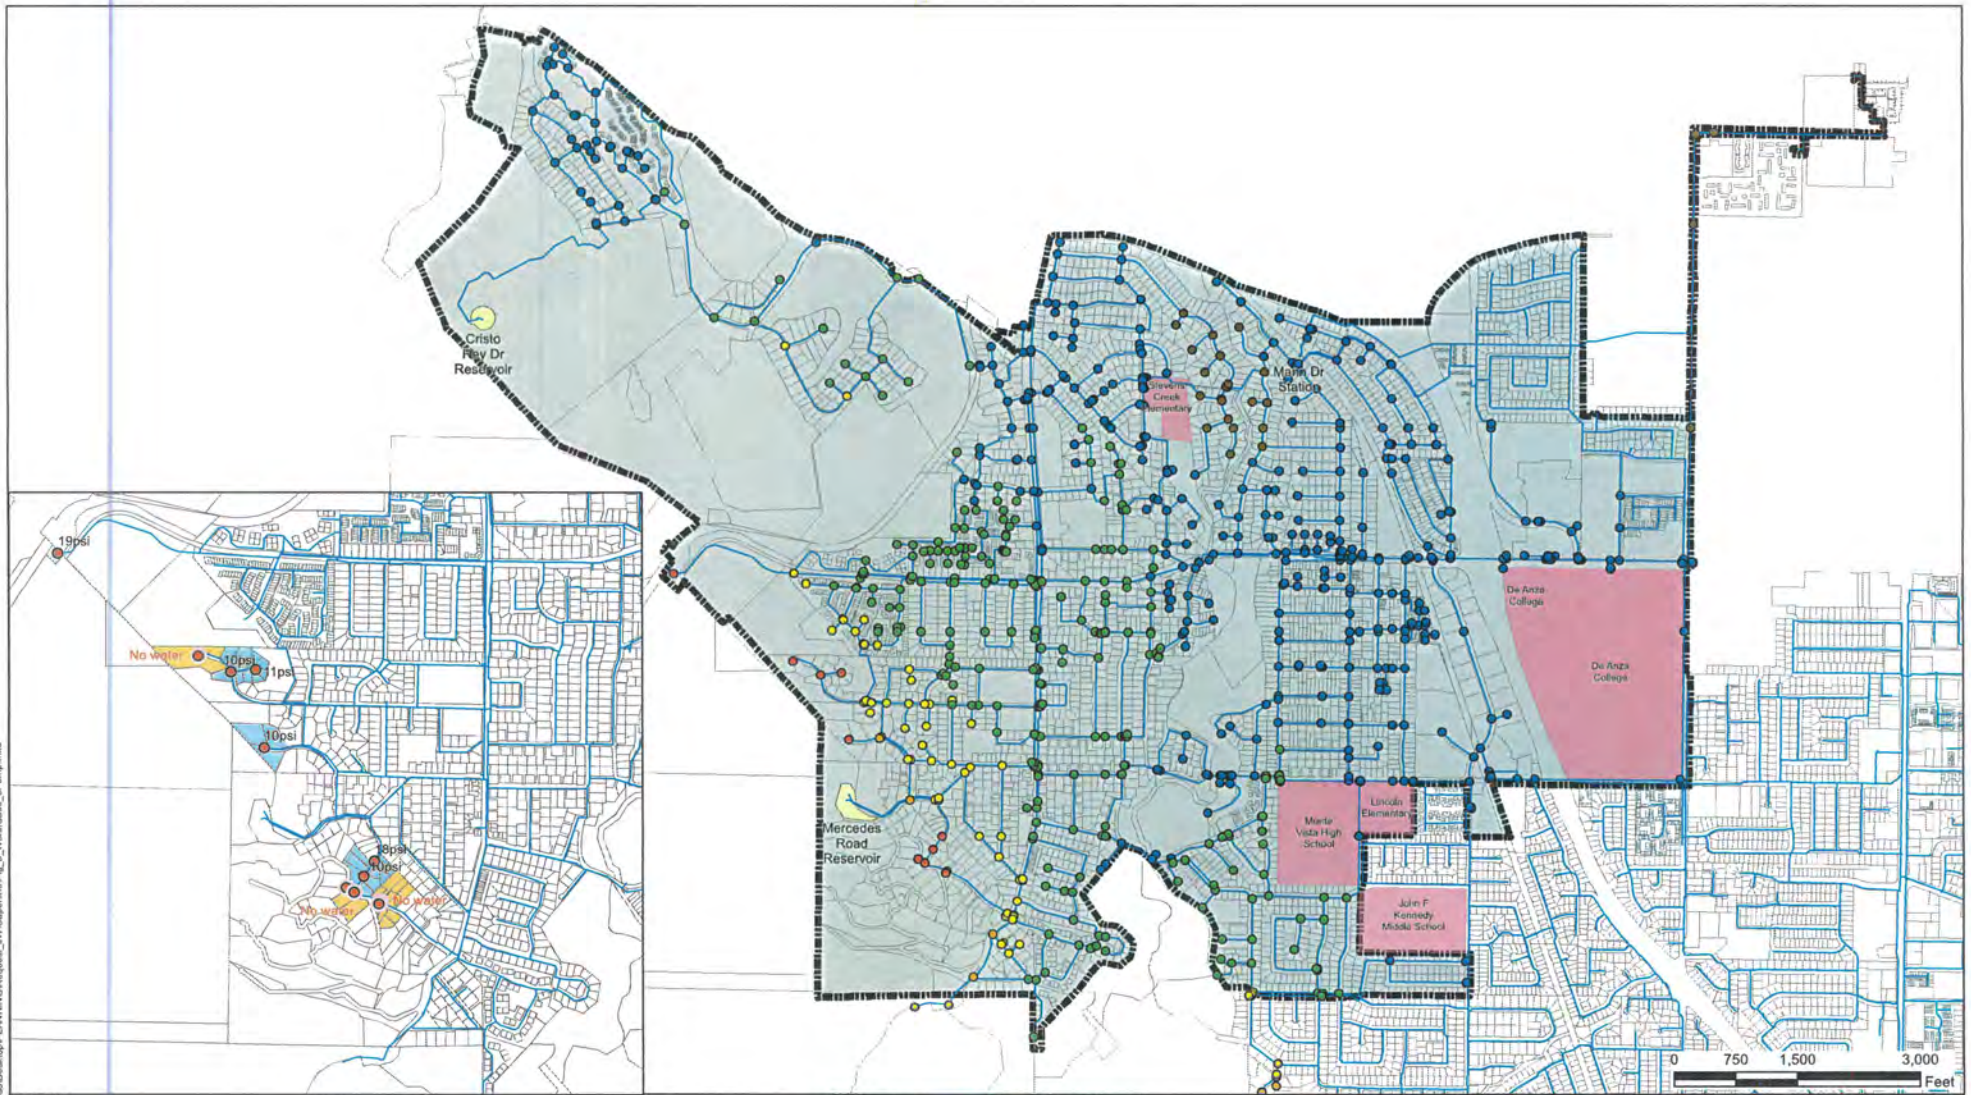 Cristo
Rey Dr
Reservoir
Stevens
Creek
Elementary
Mann Dr
Station
De Anza
College
De Anza
College
Mercedes
Road
Reservoir
Monte
Vista High
School
Lincoln
Elementary
John F
Kennedy
Middle School
19psi
No water
10psi
11psi
10psi
18psi
10psi
No water
No water
0 750 1,500 3,000
Feet